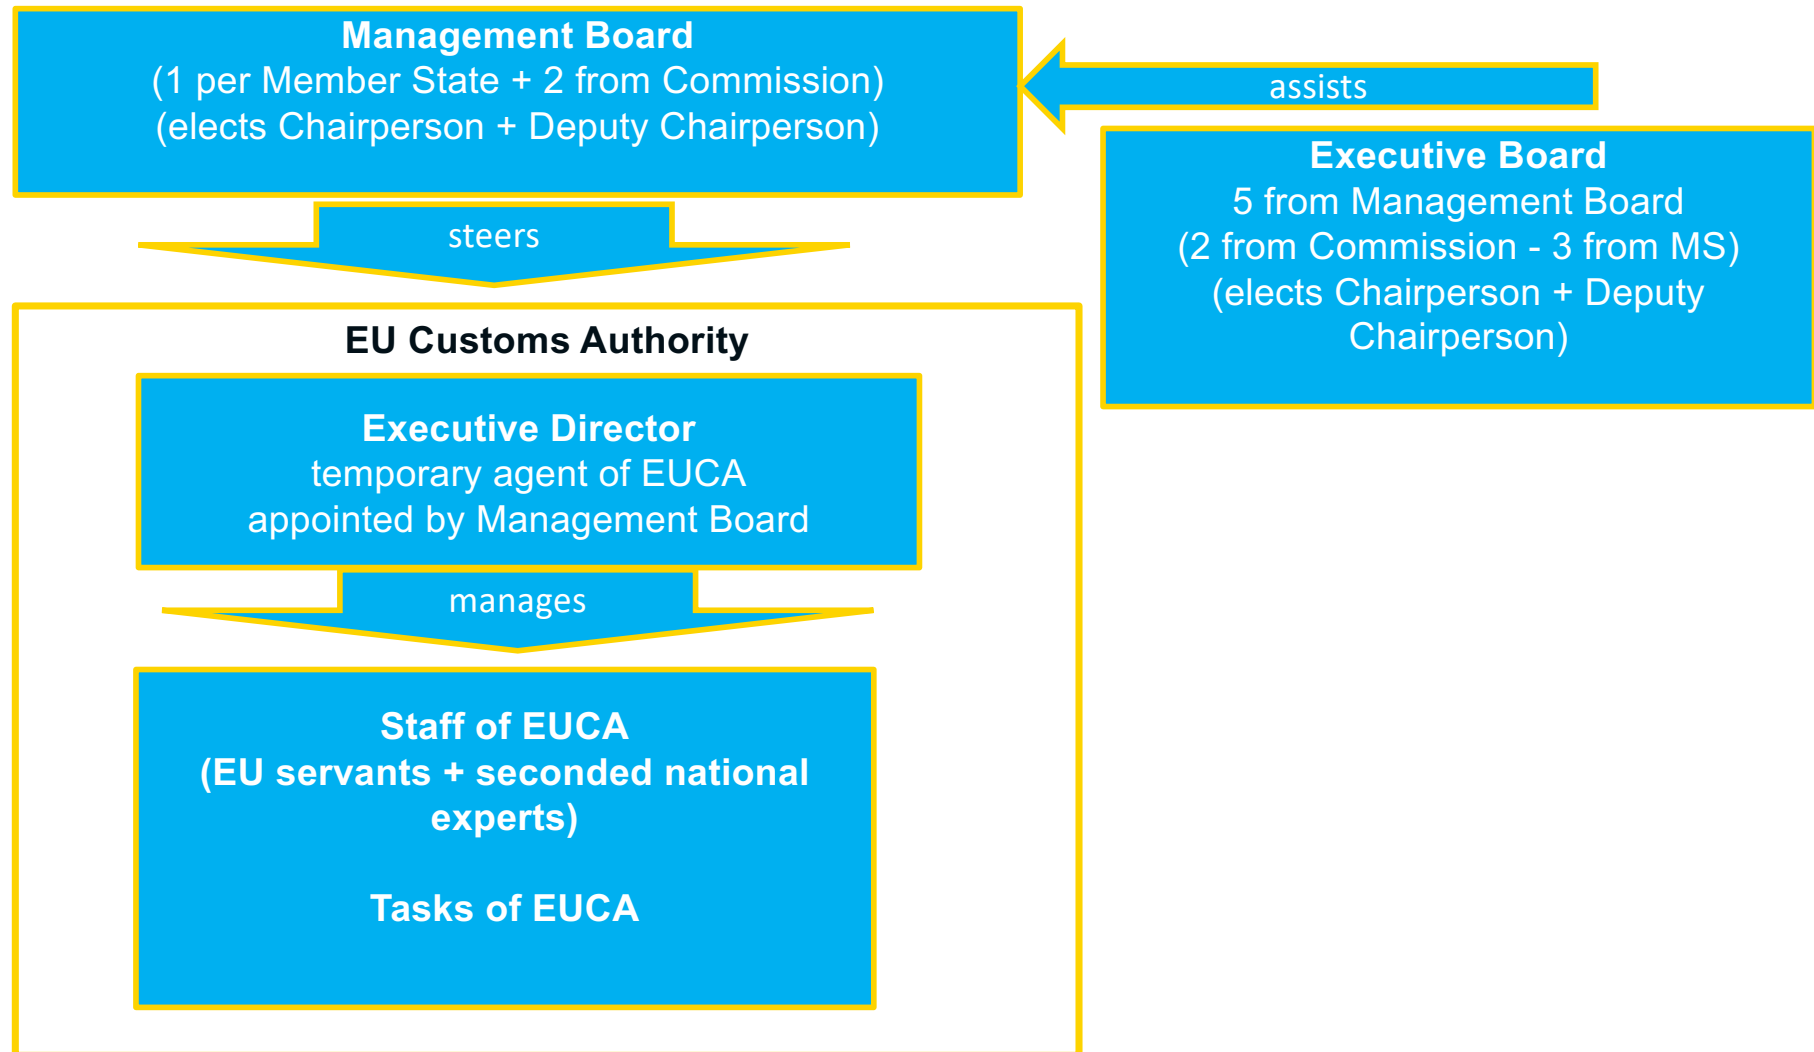 Management Board
(1 per Member State + 2 from Commission)
(elects Chairperson + Deputy Chairperson)
assists
Executive Board
5 from Management Board
(2 from Commission - 3 from MS)
(elects Chairperson + Deputy
Chairperson)
steers
EU Customs Authority
Executive Director
temporary agent of EUCA
appointed by Management Board
manages
Staff of EUCA
(EU servants + seconded national
experts)
Tasks of EUCA